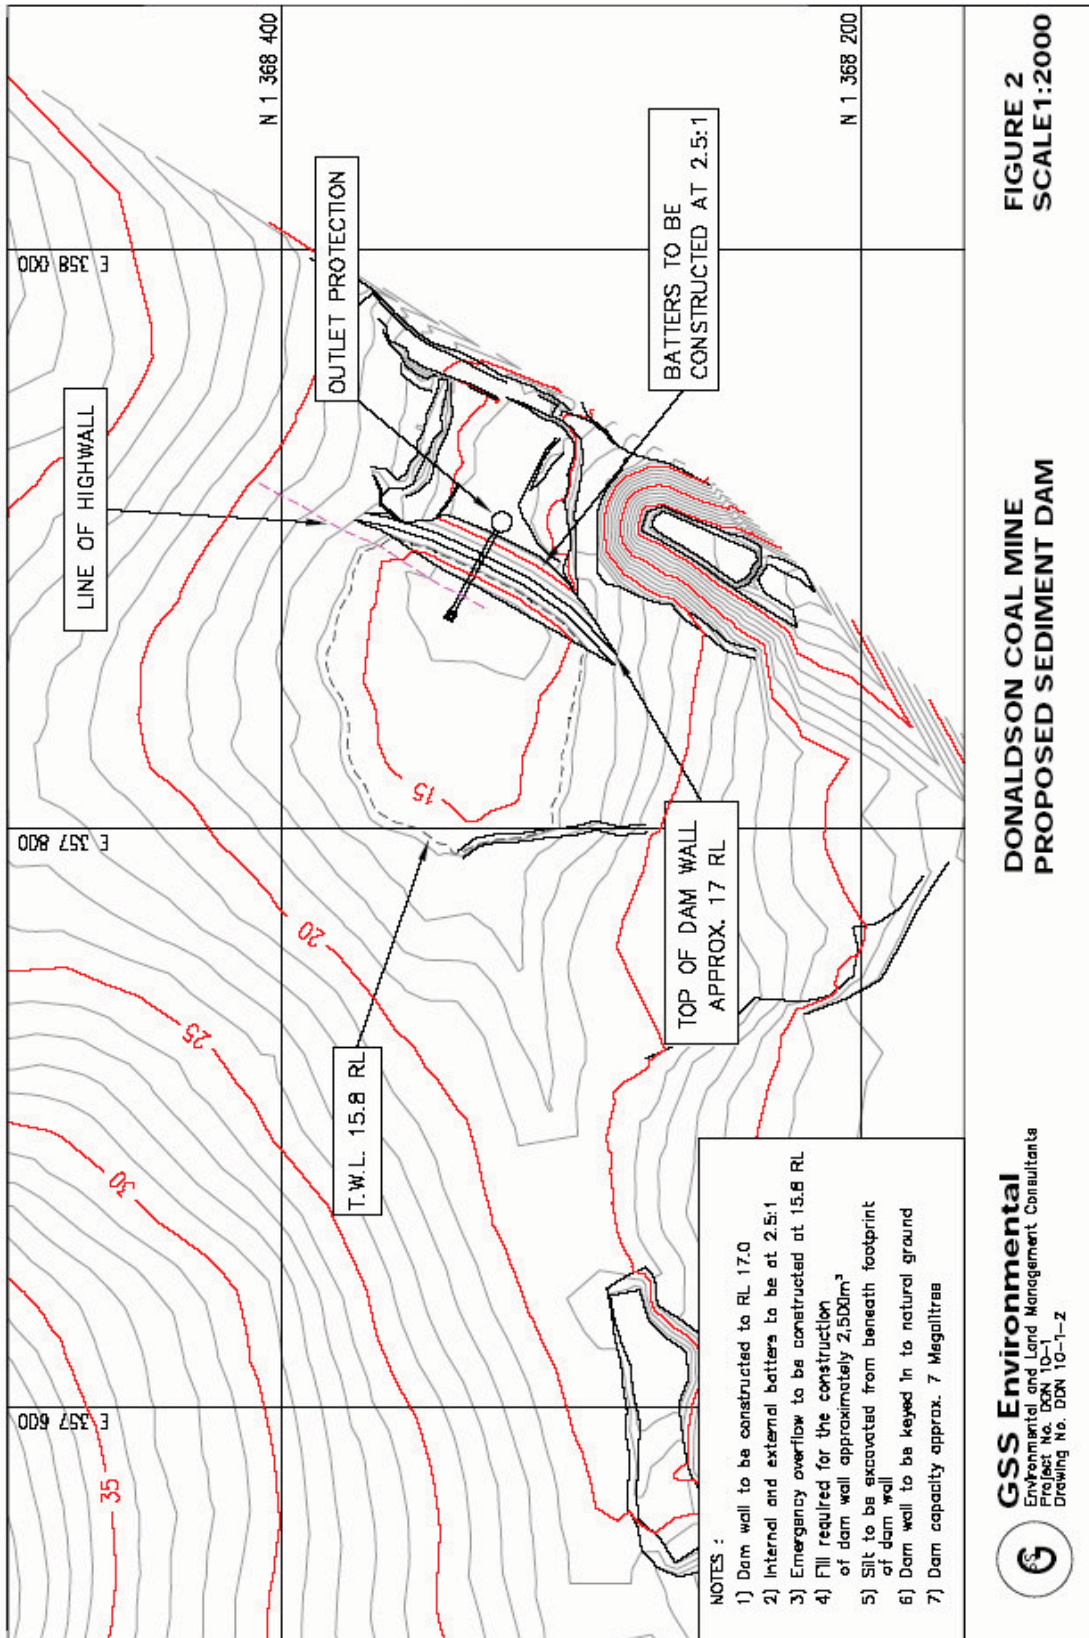 E 357 600
E 357 800
E 358 000
N 1 368 400
N 1 368 200
LINE OF HIGHWALL
OUTLET PROTECTION
BATTERS TO BE
CONSTRUCTED AT 2.5:1
T.W.L. 15.8 RL
TOP OF DAM WALL
APPROX. 17 RL
35
30
25
20
15
NOTES :
1) Dam wall to be constructed to RL 17.0
2) Internal and external batters to be at 2.5:1
3) Emergency overflow to be constructed at 15.8 RL
4) Fill required for the construction
of dam wall approximately 2,500m³
5) Silt to be excavated from beneath footprint
of dam wall
6) Dam wall to be keyed in to natural ground
7) Dam capacity approx. 7 Megalitres
GSS
GSS Environmental
Environmental and Land Management Consultants
Project No. DON 10-1
Drawing No. DDN 10-1-2
DONALDSON COAL MINE
PROPOSED SEDIMENT DAM
FIGURE 2
SCALE1:2000